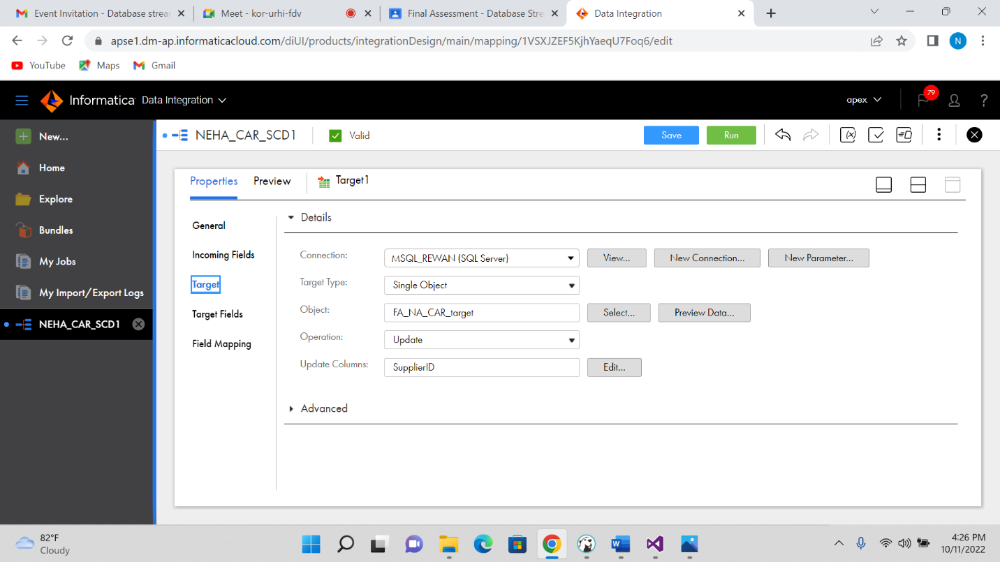 Event Invitation - Database strea
Meet - kor-urhi-fdv
Final Assessment - Database Stre
Data Integration
apse1.dm-ap.informaticacloud.com/diUI/products/integrationDesign/main/mapping/1VSXJZEF5KjhYaeqU7Foq6/edit
N
YouTube
Maps
Gmail
Informatica
Data Integration
apex
79
?
New...
Home
Explore
Bundles
My Jobs
My Import/Export Logs
NEHA_CAR_SCD1
NEHA_CAR_SCD1
Valid
Save
Run
(x)
Properties
Preview
Target1
General
Incoming Fields
Target
Target Fields
Field Mapping
Details
Connection:
MSQL_REWAN (SQL Server)
View...
New Connection...
New Parameter...
Target Type:
Single Object
Object:
FA_NA_CAR_target
Select...
Preview Data...
Operation:
Update
Update Columns:
SupplierID
Edit...
Advanced
82°F
Cloudy
4:26 PM
10/11/2022